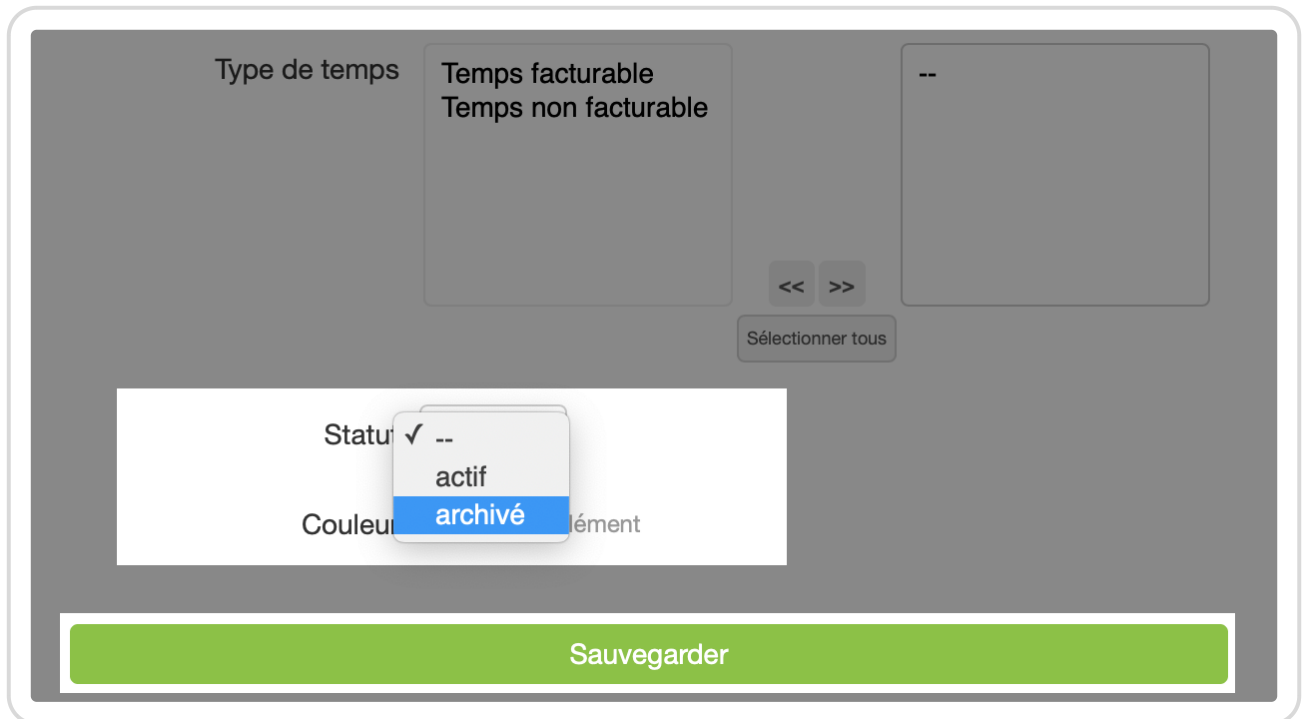 Type de temps
Temps facturable
Temps non facturable
--
<< >>
Sélectionner tous
Statut
✓ --
actif
archivé
Couleur
lément
Sauvegarder